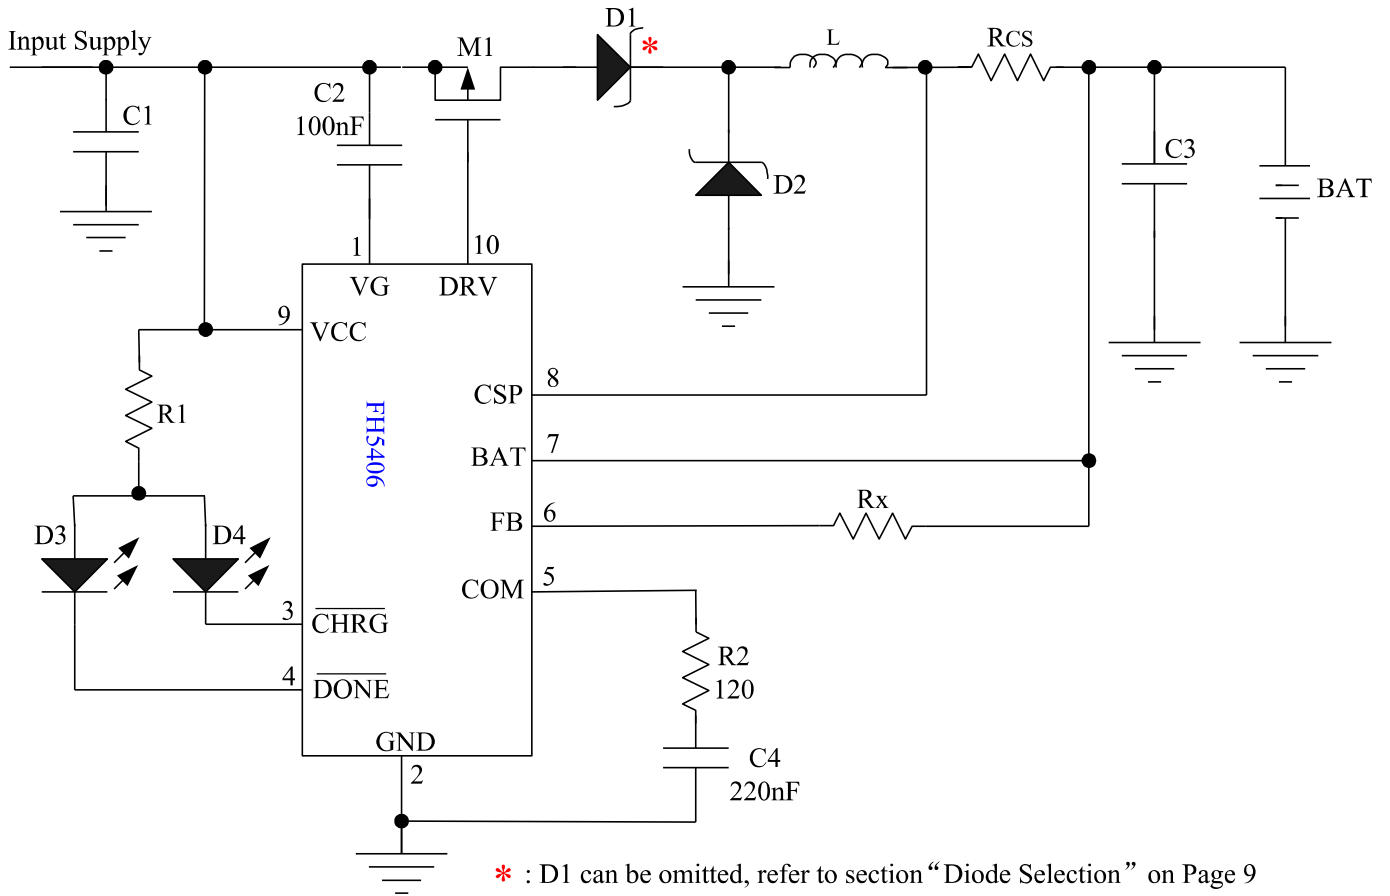 Input Supply
C1
C2
100nF
M1
D1
*
L
RCS
C3
BAT
D2
1
10
VG
DRV
9
VCC
R1
FH5406
CSP
8
BAT
7
FB
6
Rx
COM
5
D3
D4
3
CHRG
4
DONE
R2
120
C4
220nF
GND
2
* : D1 can be omitted, refer to section “Diode Selection” on Page 9